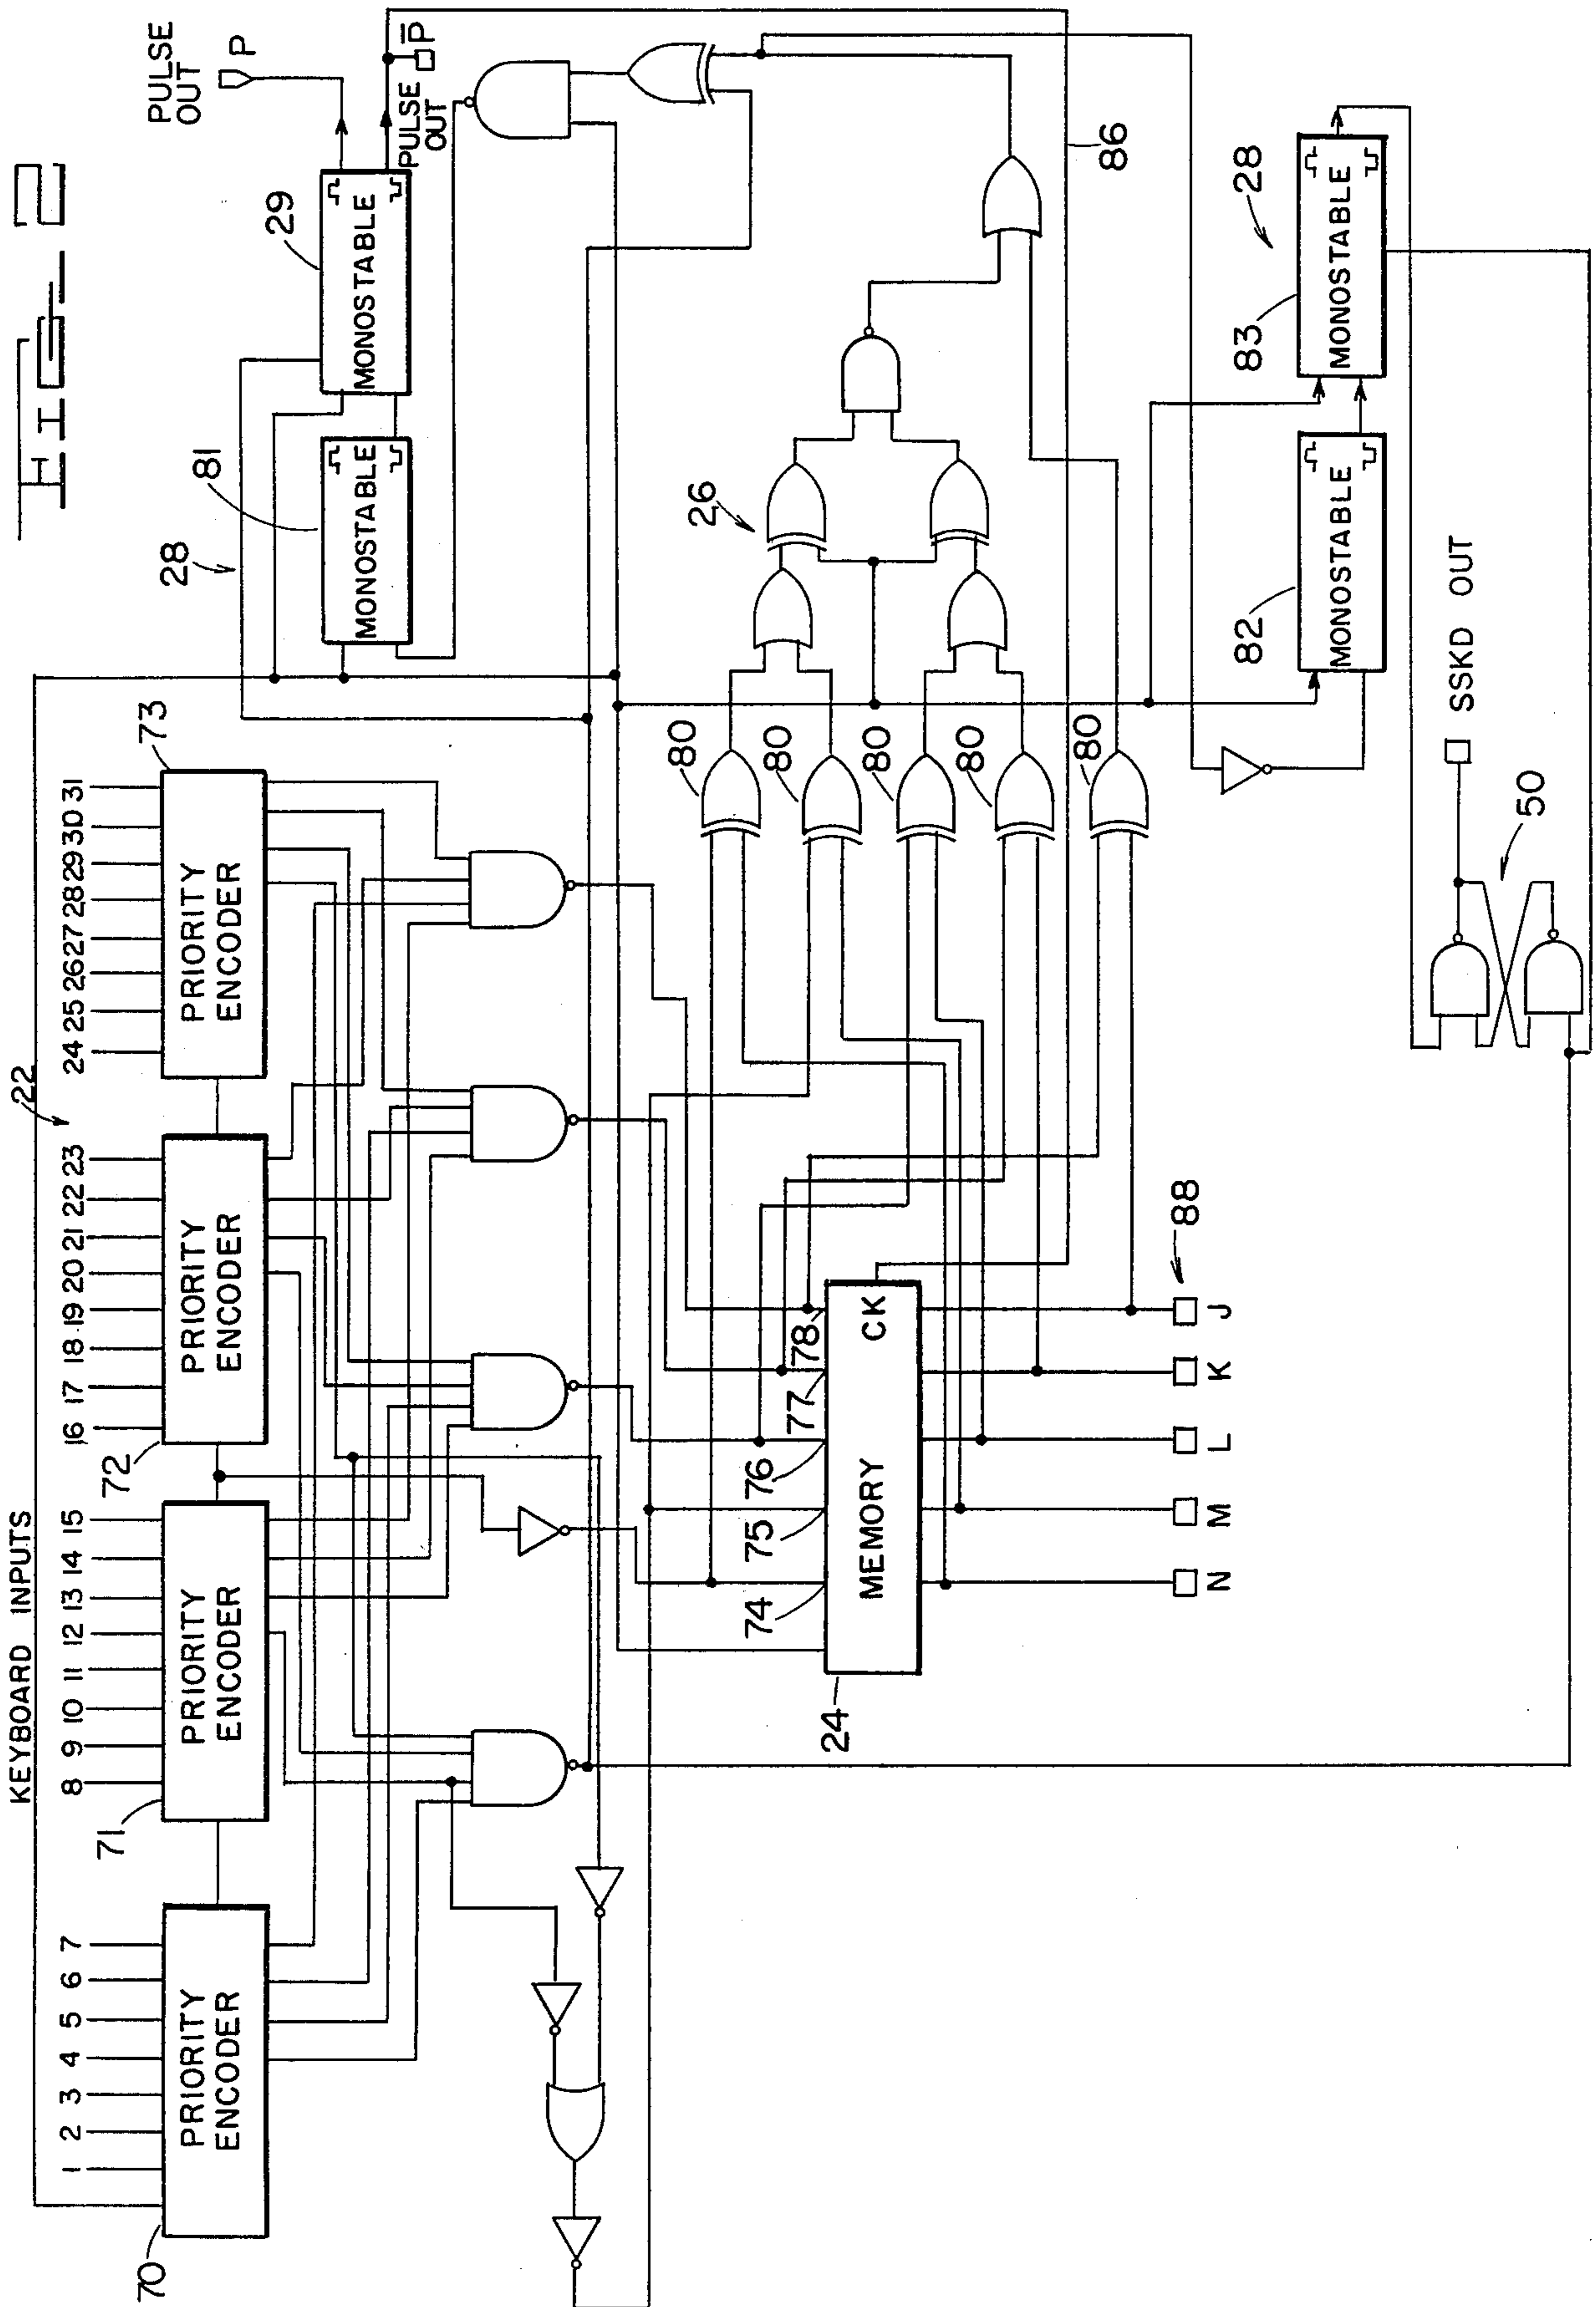 FIG. 2
KEYBOARD INPUTS
22
1 2 3 4 5 6 7
8 9 10 11 12 13 14 15
16 17 18 19 20 21 22 23
24 25 26 27 28 29 30 31
70
PRIORITY
ENCODER
71
PRIORITY
ENCODER
72
PRIORITY
ENCODER
73
PRIORITY
ENCODER
28
81
MONOSTABLE
29
MONOSTABLE
PULSE
OUT
P
PULSE
OUT
P̅
26
80
80
80
80
80
86
74
75
76
77
78
24
MEMORY
CK
N
M
L
K
J
88
82
MONOSTABLE
83
MONOSTABLE
28
SSKD OUT
50